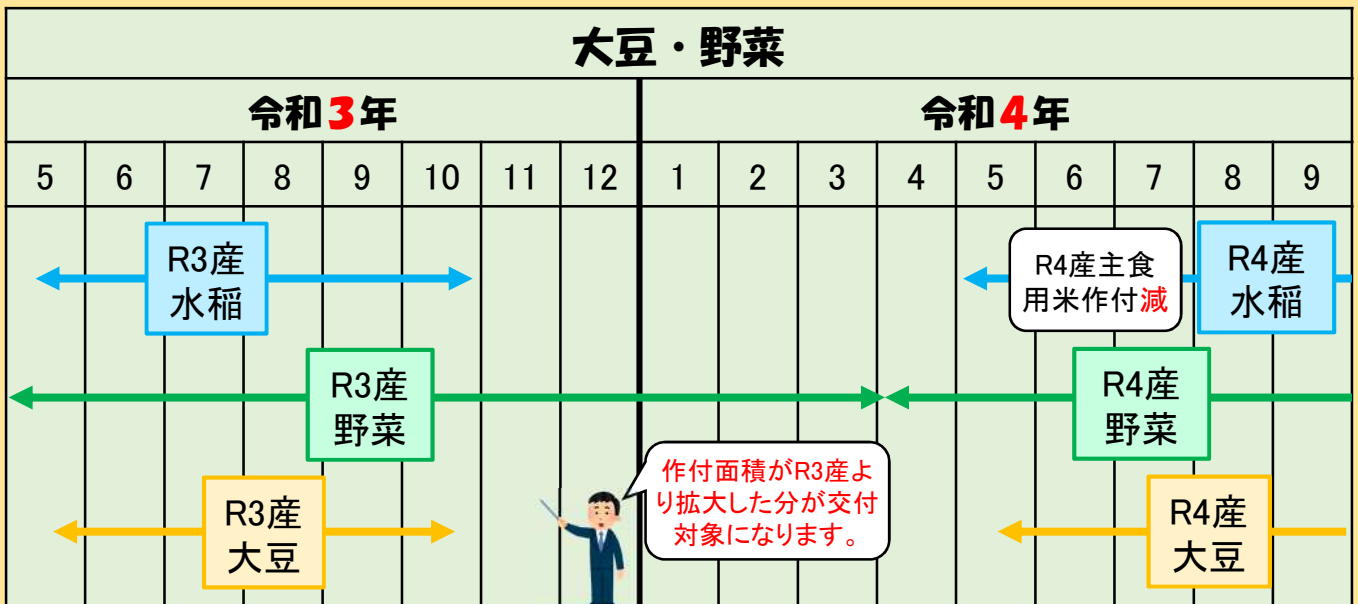 大豆・野菜
令和3年
令和4年
5 6 7 8 9 10 11 12 1 2 3 4 5 6 7 8 9
R3産
水稲
R4産主食
用米作付減
R4産
水稲
R3産
野菜
R4産
野菜
作付面積がR3産よ
り拡大した分が交付
対象になります。
R3産
大豆
R4産
大豆